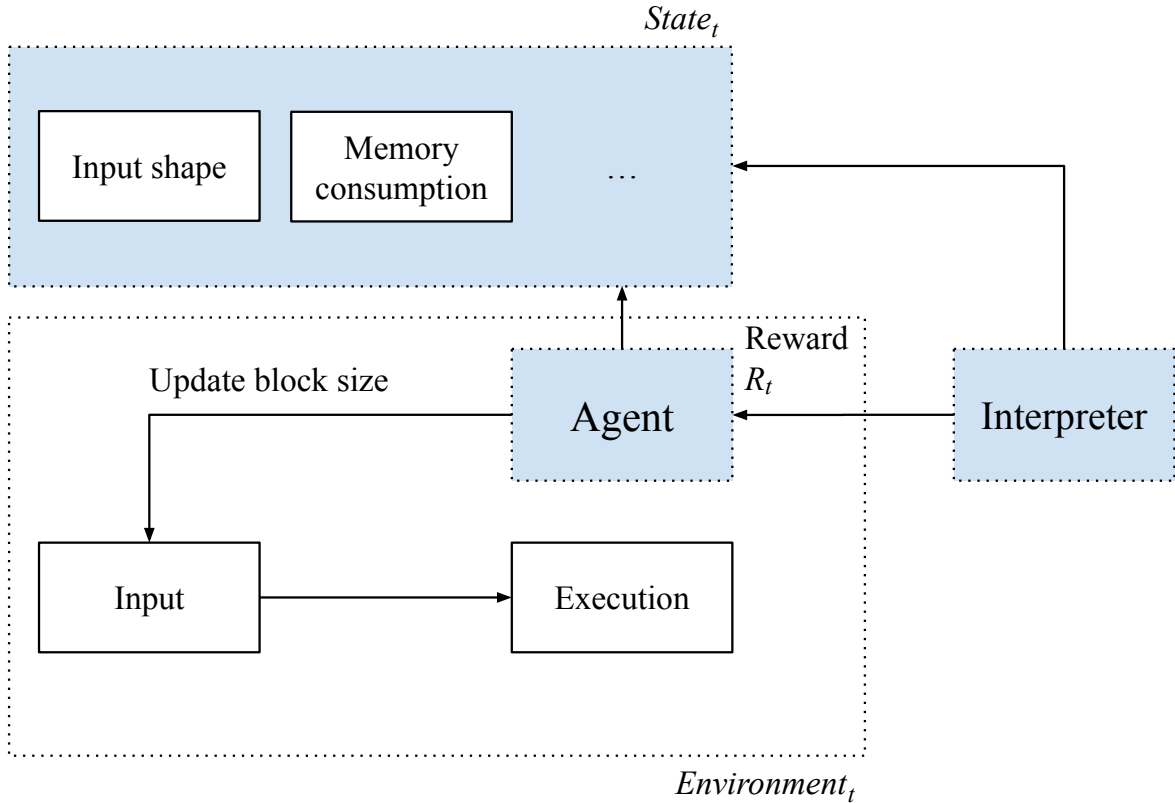 State_t
Input shape
Memory
consumption
...
Reward
R_t
Update block size
Agent
Interpreter
Input
Execution
Environment_t